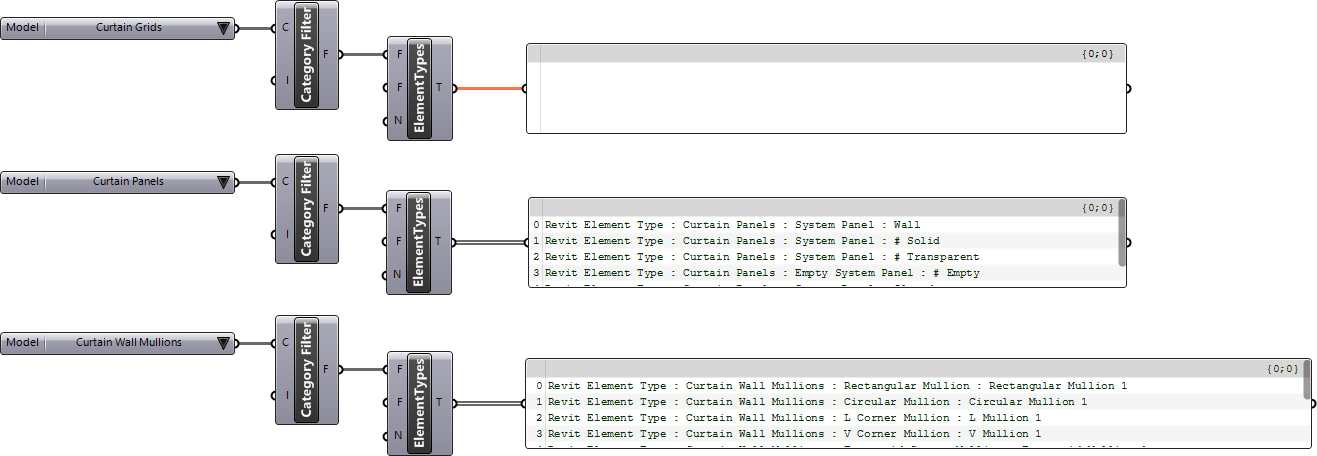 Model Curtain Grids
C
I
Category Filter
F
F
F
N
ElementTypes
T
{0;0}
Model Curtain Panels
C
I
Category Filter
F
F
F
N
ElementTypes
T
{0;0}
0 Revit Element Type : Curtain Panels : System Panel : Wall
1 Revit Element Type : Curtain Panels : System Panel : # Solid
2 Revit Element Type : Curtain Panels : System Panel : # Transparent
3 Revit Element Type : Curtain Panels : Empty System Panel : # Empty
Model Curtain Wall Mullions
C
I
Category Filter
F
F
F
N
ElementTypes
T
{0;0}
0 Revit Element Type : Curtain Wall Mullions : Rectangular Mullion : Rectangular Mullion 1
1 Revit Element Type : Curtain Wall Mullions : Circular Mullion : Circular Mullion 1
2 Revit Element Type : Curtain Wall Mullions : L Corner Mullion : L Mullion 1
3 Revit Element Type : Curtain Wall Mullions : V Corner Mullion : V Mullion 1